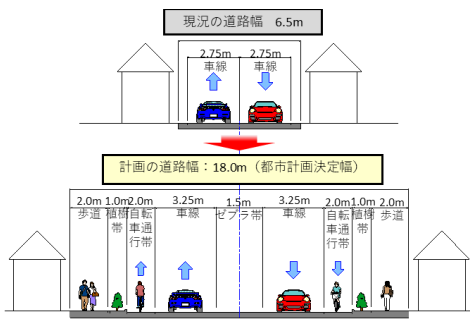 現況の道路幅　6.5m
2.75m 2.75m
車線 車線
計画の道路幅：18.0m（都市計画決定幅）
2.0m 1.0m 2.0m 3.25m 1.5m 3.25m 2.0m 1.0m 2.0m
歩道 植樹帯 自転車通行帯 車線 ゼブラ帯 車線 自転車通行帯 植樹帯 歩道